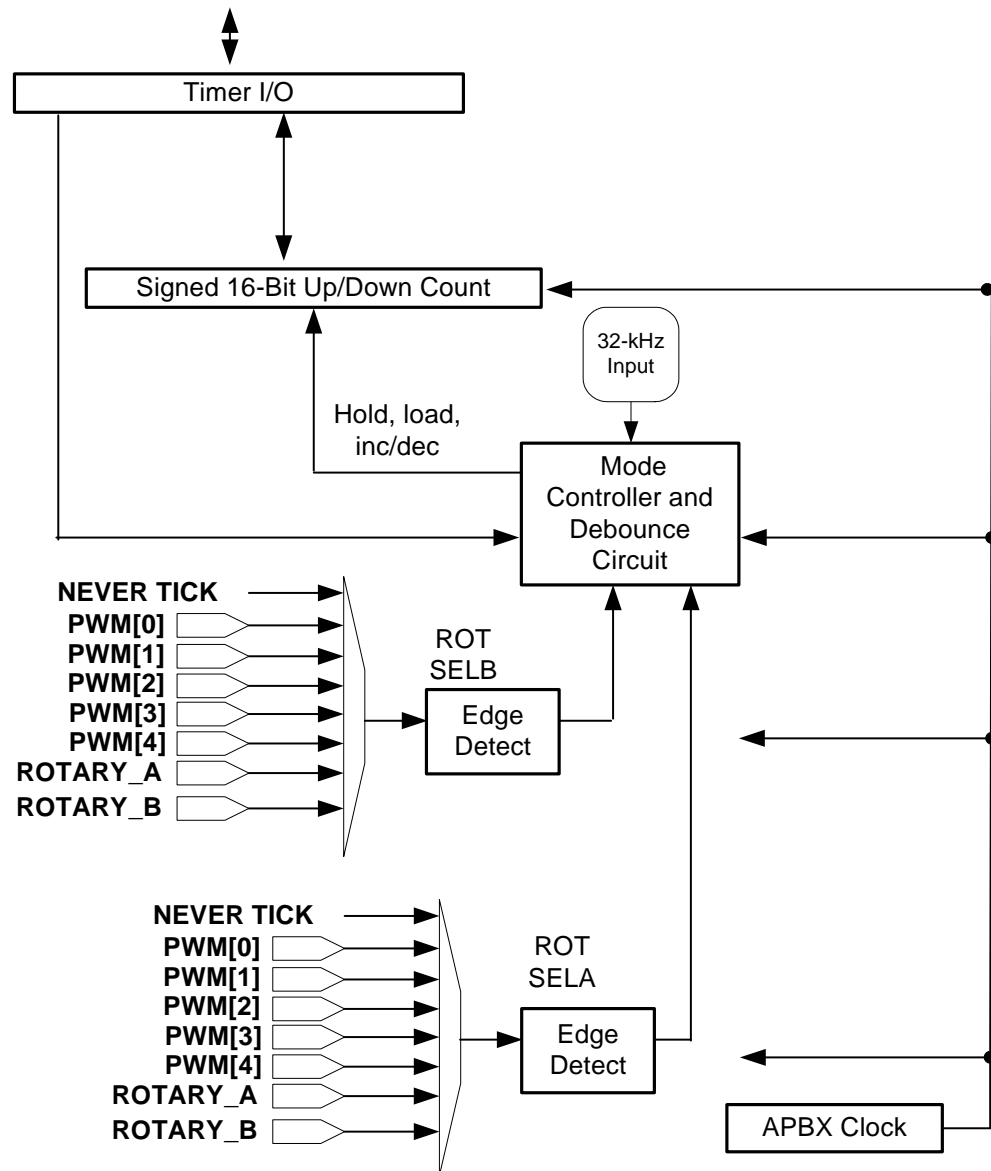 Timer I/O
Signed 16-Bit Up/Down Count
32-kHz
Input
Hold, load,
inc/dec
Mode
Controller and
Debounce
Circuit
NEVER TICK
PWM[0]
PWM[1]
PWM[2]
PWM[3]
PWM[4]
ROTARY_A
ROTARY_B
ROT
SELB
Edge
Detect
NEVER TICK
PWM[0]
PWM[1]
PWM[2]
PWM[3]
PWM[4]
ROTARY_A
ROTARY_B
ROT
SELA
Edge
Detect
APBX Clock